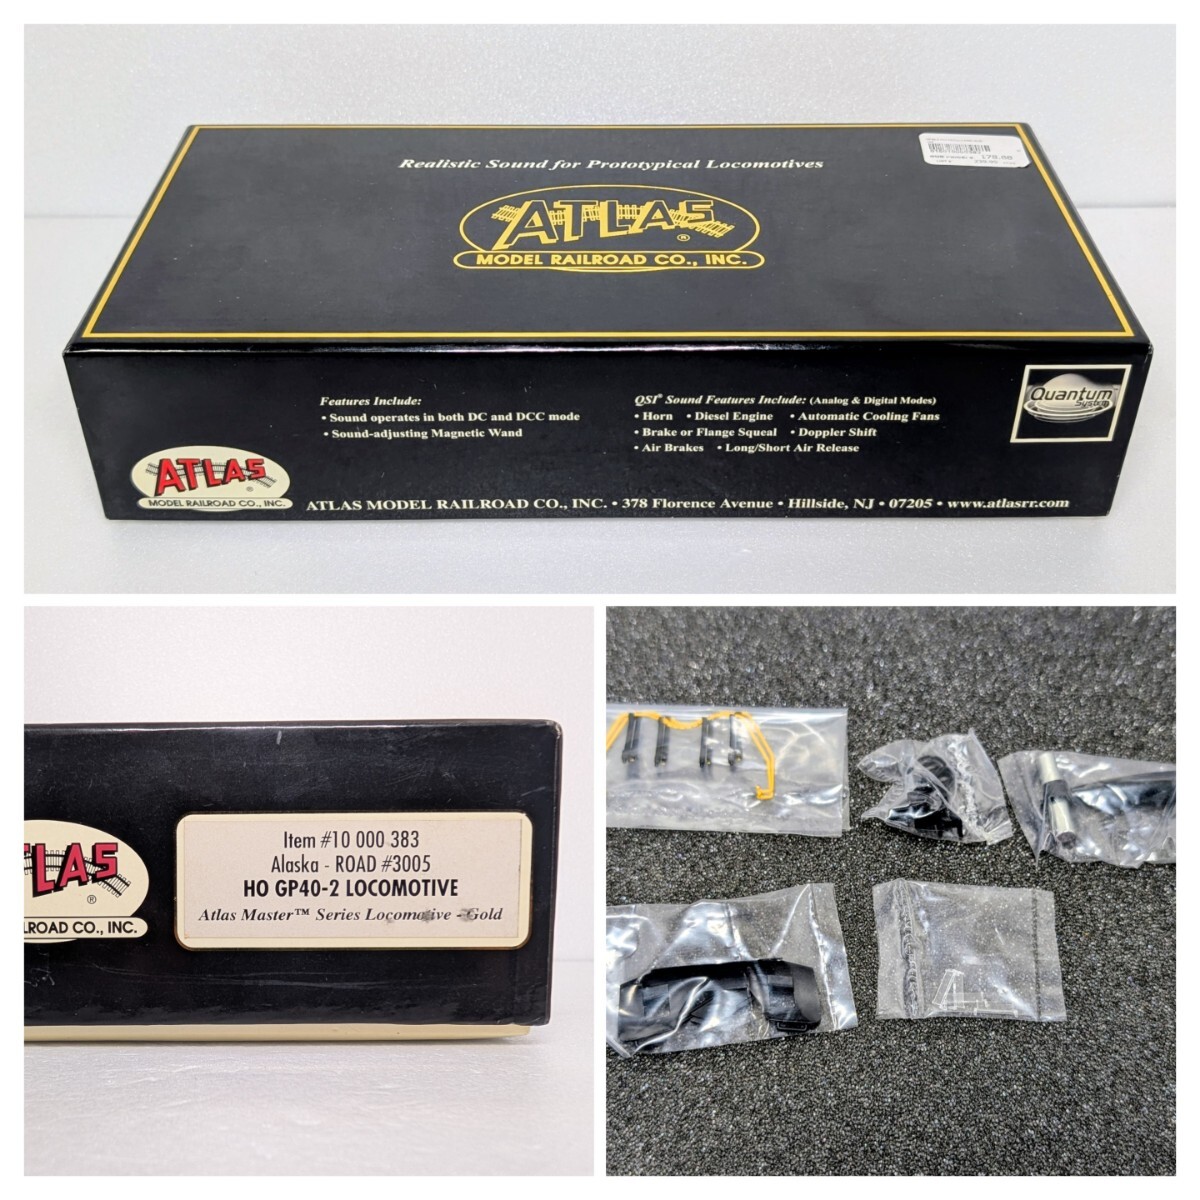 Realistic Sound for Prototypical Locomotives
178.00
ATLAS ®
MODEL RAILROAD CO., INC.
Features Include:
• Sound operates in both DC and DCC mode
• Sound-adjusting Magnetic Wand
QSI® Sound Features Include: (Analog & Digital Modes)
• Horn • Diesel Engine • Automatic Cooling Fans
• Brake or Flange Squeal • Doppler Shift
• Air Brakes • Long/Short Air Release
Quantum™
System
ATLAS ®
MODEL RAILROAD CO., INC.
ATLAS MODEL RAILROAD CO., INC. • 378 Florence Avenue • Hillside, NJ • 07205 • www.atlasrr.com
TLAS ®
LROAD CO., INC.
Item #10 000 383
Alaska - ROAD #3005
HO GP40-2 LOCOMOTIVE
Atlas Master™ Series Locomotive - Gold